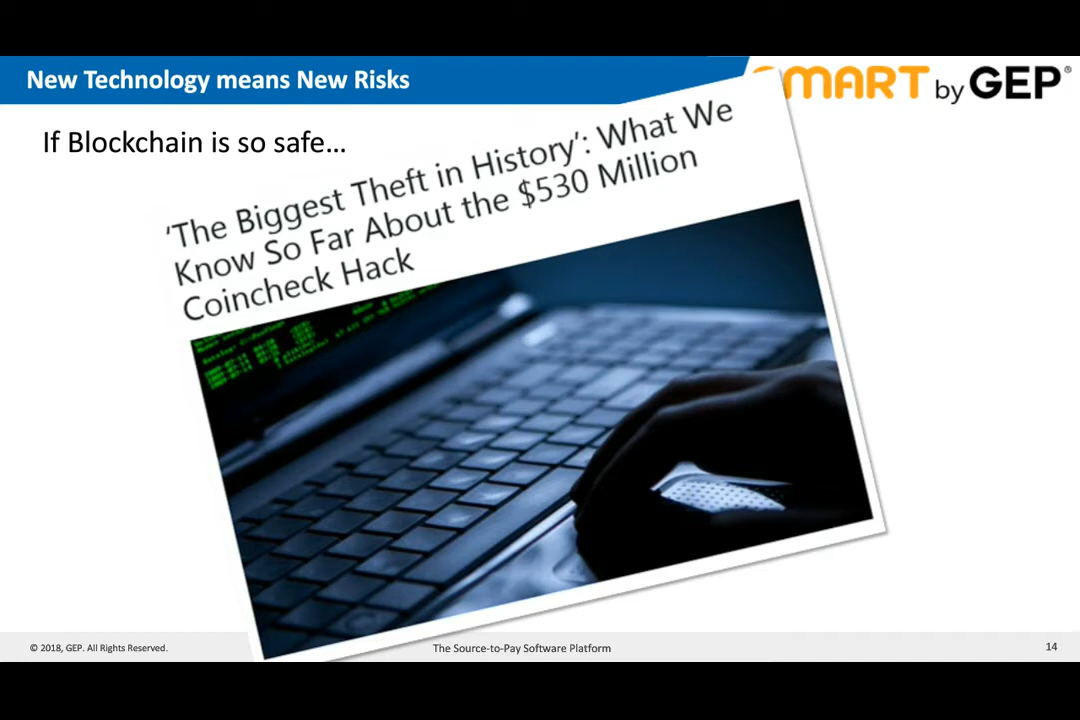 New Technology means New Risks
MART by GEP®
If Blockchain is so safe...
‘The Biggest Theft in History’: What We
Know So Far About the $530 Million
Coincheck Hack
© 2018, GEP. All Rights Reserved.
The Source-to-Pay Software Platform
14